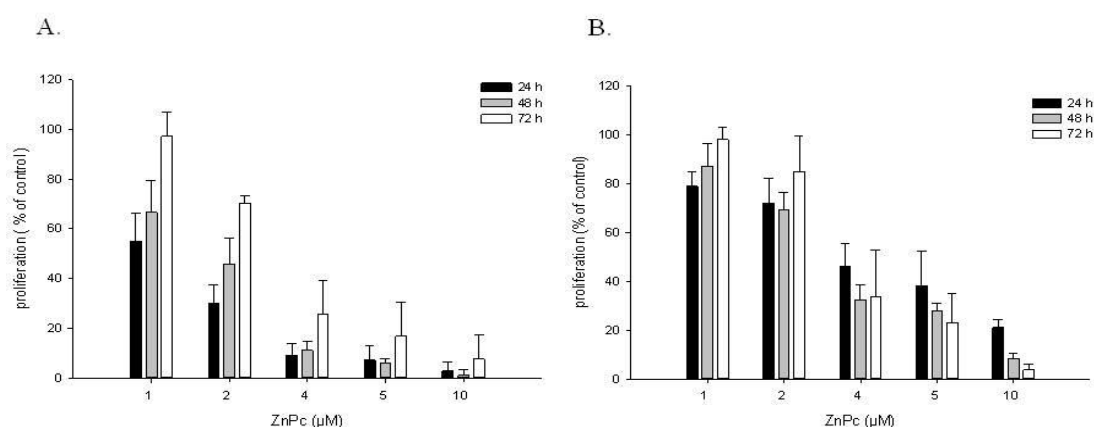 A.
120
100
80
60
40
20
0
proliferation ( % of control)
24 h
48 h
72 h
1 2 4 5 10
ZnPc (µM)
B.
120
100
80
60
40
20
0
proliferation (% of control)
24 h
48 h
72 h
1 2 4 5 10
ZnPc (µM)